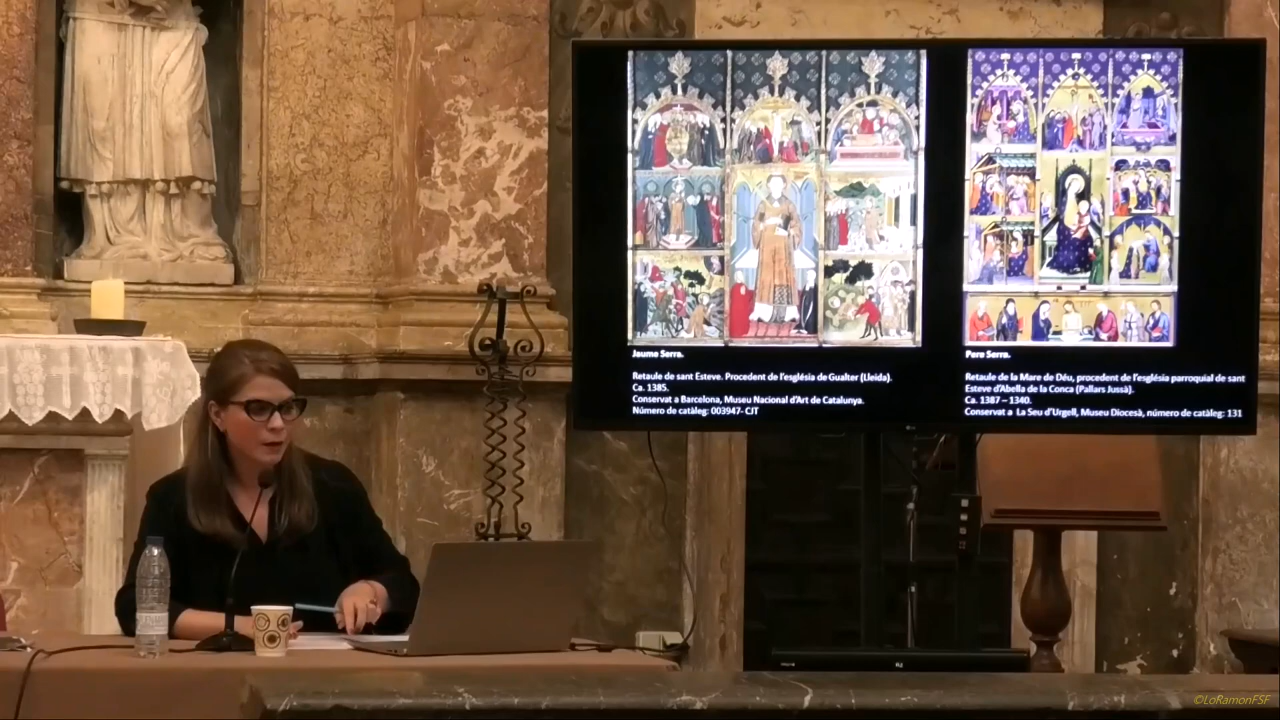 Jaume Serra.
Retaule de sant Esteve. Procedent de l'església de Gualter (Lleida).
Ca. 1385.
Conservat a Barcelona, Museu Nacional d'Art de Catalunya.
Número de catàleg: 003947- CJT
Pere Serra.
Retaule de la Mare de Déu, procedent de l'església parroquial de sant
Esteve d'Abella de la Conca (Pallars Jussà).
Ca. 1387 – 1340.
Conservat a La Seu d'Urgell, Museu Diocesà, número de catàleg: 131
LG
©LoRamonFSF